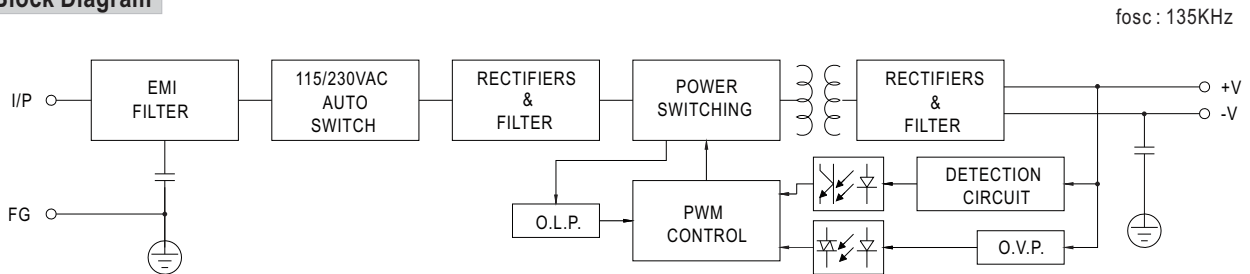 Block Diagram
fosc : 135KHz
I/P
EMI
FILTER
115/230VAC
AUTO
SWITCH
RECTIFIERS
&
FILTER
POWER
SWITCHING
RECTIFIERS
&
FILTER
+V
-V
FG
O.L.P.
PWM
CONTROL
DETECTION
CIRCUIT
O.V.P.